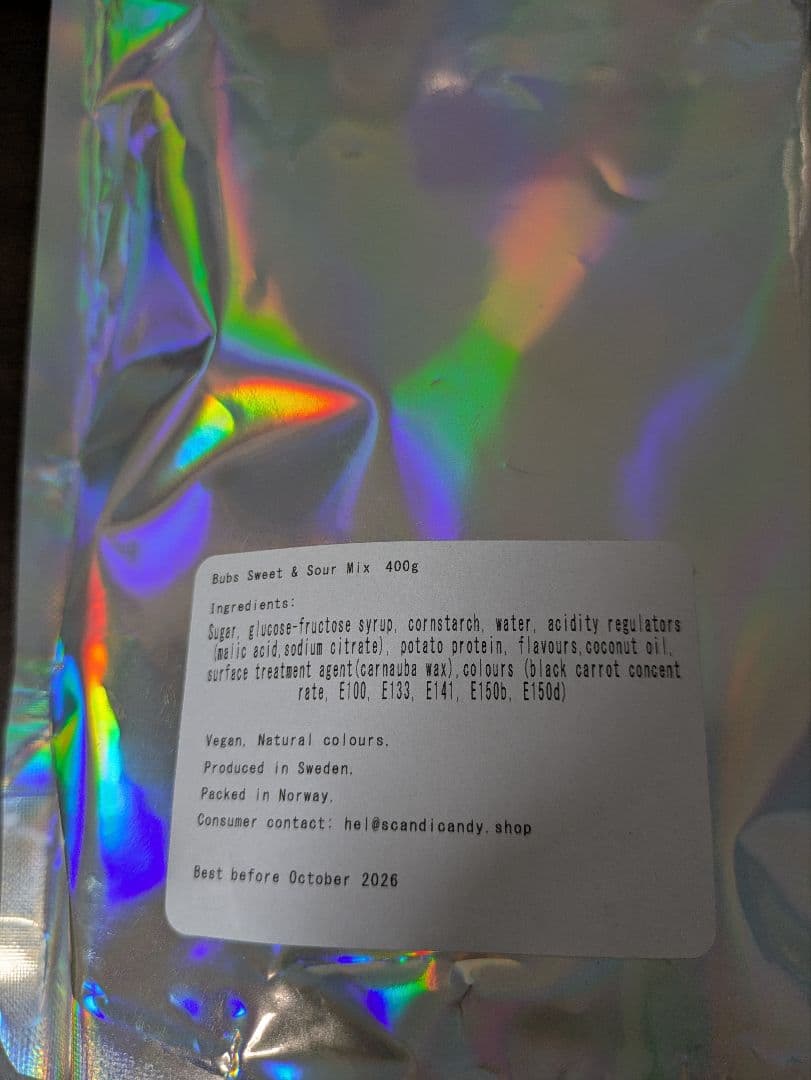 Bubs Sweet & Sour Mix 400g
Ingredients:
Sugar, glucose-fructose syrup, cornstarch, water, acidity regulators
(malic acid,sodium citrate), potato protein, flavours,coconut oil,
surface treatment agent(carnauba wax),colours (black carrot concent
rate, E100, E133, E141, E150b, E150d)
Vegan, Natural colours,
Produced in Sweden,
Packed in Norway,
Consumer contact: hel@scandicandy.shop
Best before October 2026